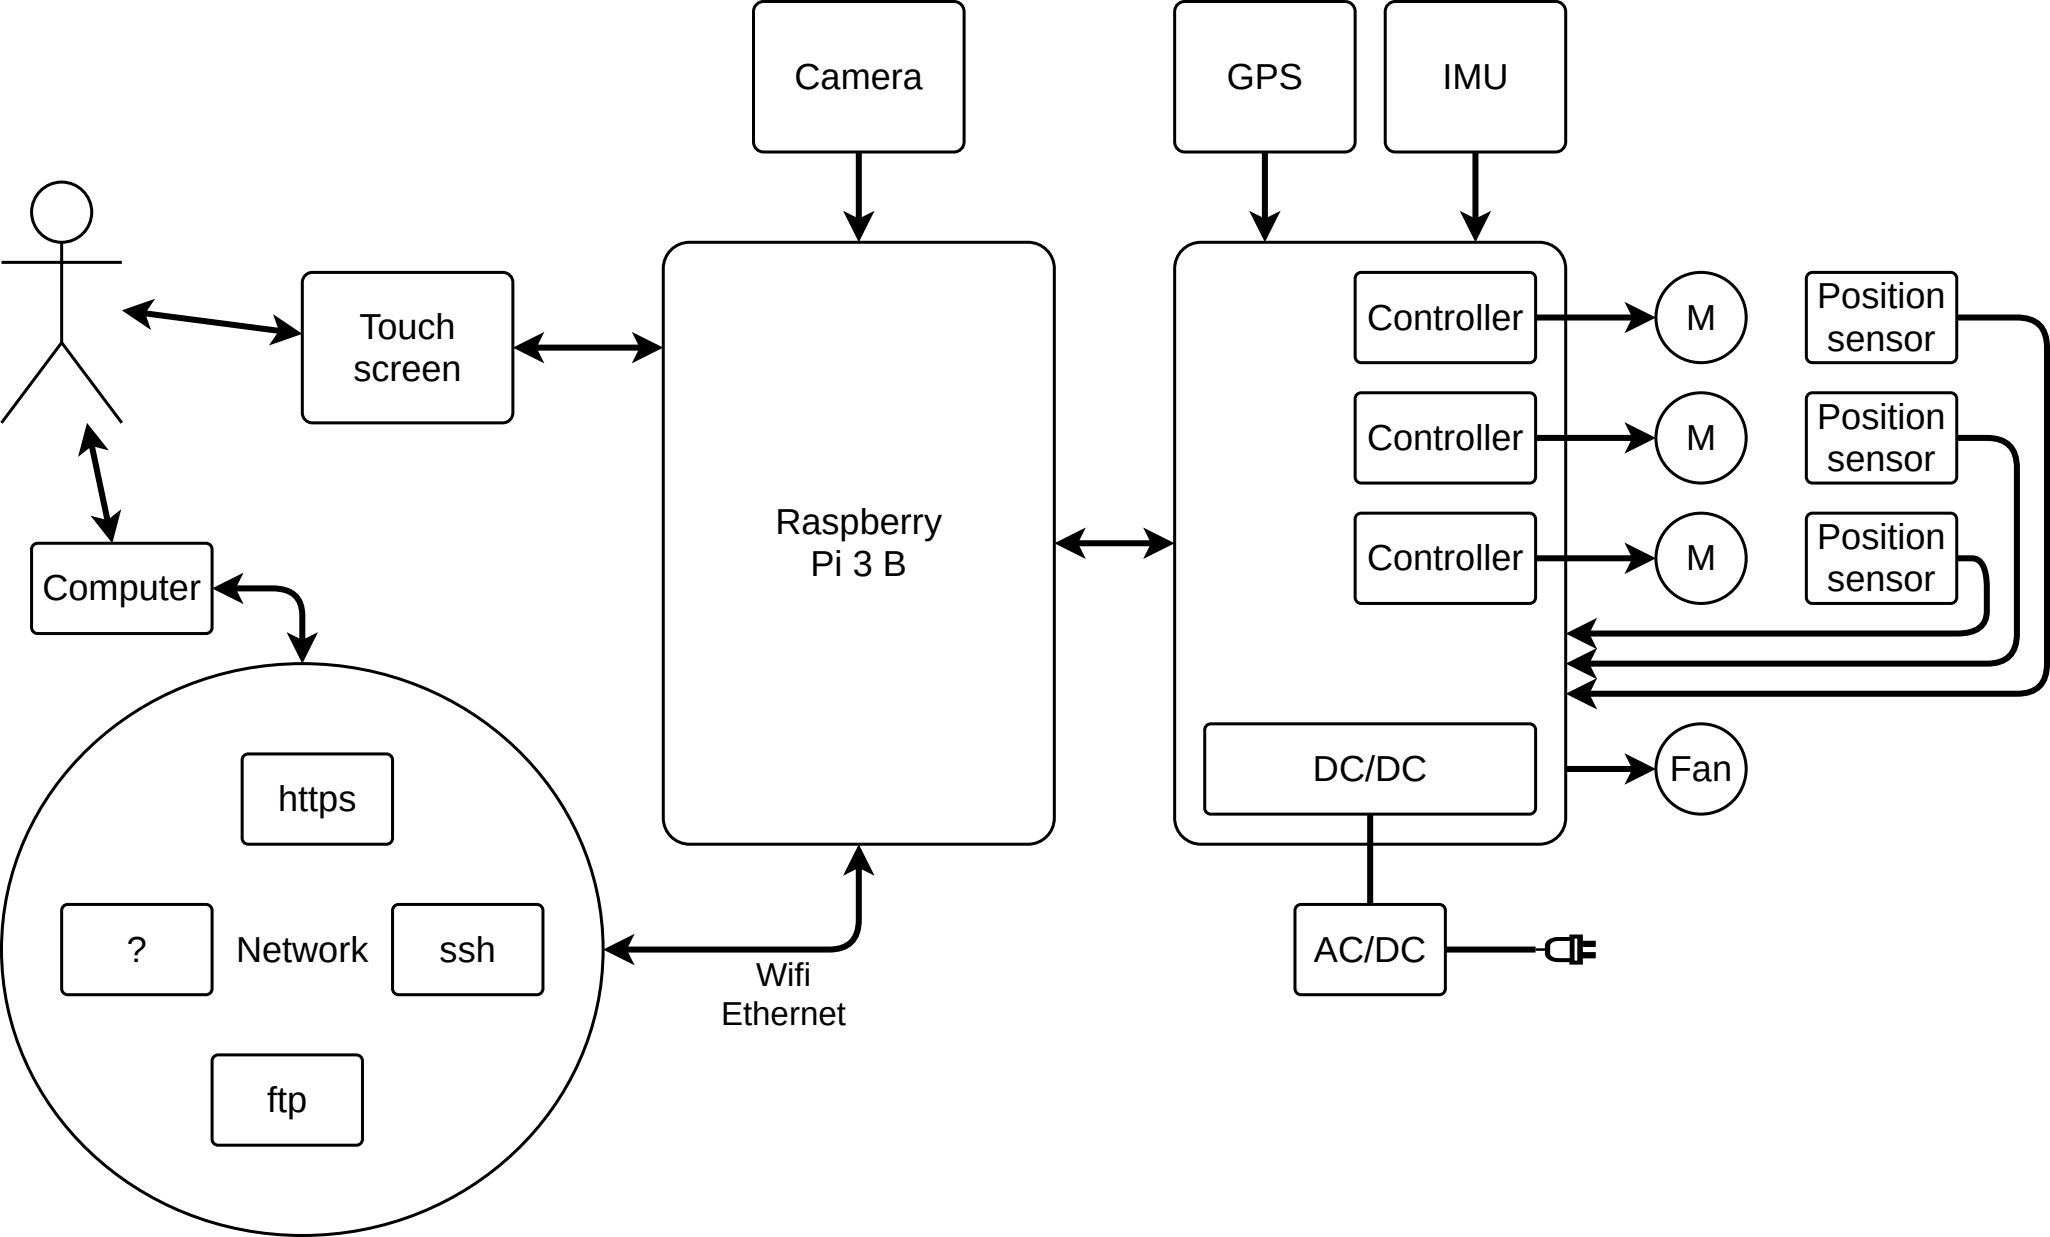 Camera
GPS
IMU
Touch
screen
Raspberry
Pi 3 B
Controller
M
Position
sensor
Controller
M
Position
sensor
Controller
M
Position
sensor
Computer
DC/DC
Fan
https
?
Network
ssh
ftp
Wifi
Ethernet
AC/DC